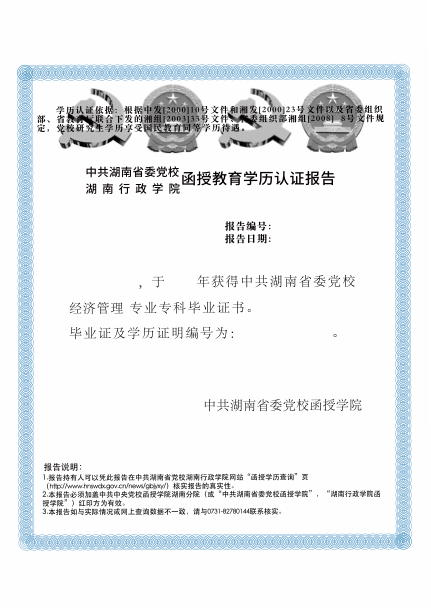 学历认证依据：根据中发[2000]10号文件和湘发[2000]23号文件以及省委组织
部、省教育厅联合下发的湘组[2003]33号文件、省委组织部湘组[2008] 8号文件规
定，党校研究生学历享受国民教育同等学历待遇。
中共湖南省委党校
湖南行政学院 函授教育学历认证报告
报告编号：
报告日期：
，于 年获得中共湖南省委党校
经济管理 专业专科毕业证书。
毕业证及学历证明编号为： 。
中共湖南省委党校函授学院
报告说明：
1.报告持有人可以凭此报告在中共湖南省党校湖南行政学院网站“函授学历查询”页
（http://www.hnswdx.gov.cn/news/gbjyxy/）核实报告的真实性。
2.本报告必须加盖中共中央党校函授学院湖南分院（或“中共湖南省委党校函授学院”，“湖南行政学院函
授学院”）红印方为有效。
3.本报告如与实际情况或网上查询数据不一致，请与0731-82780144联系核实。